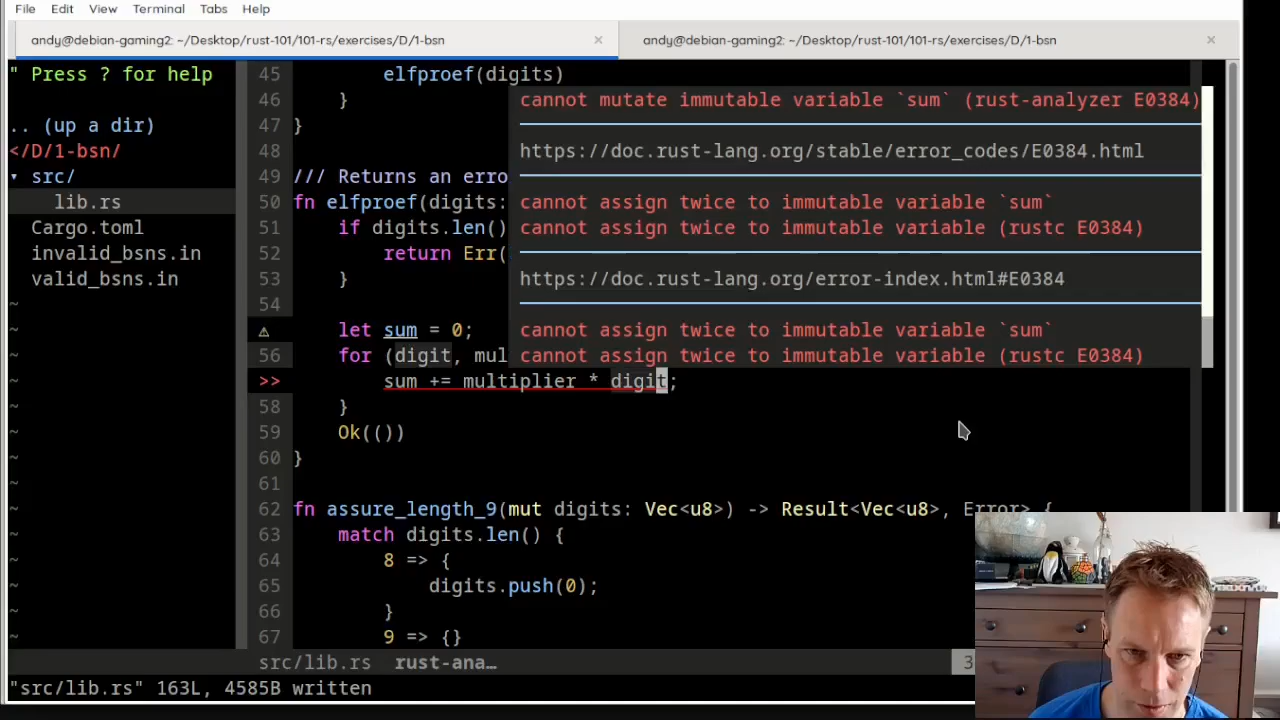 File Edit View Terminal Tabs Help
andy@debian-gaming2: ~/Desktop/rust-101/101-rs/exercises/D/1-bsn
andy@debian-gaming2: ~/Desktop/rust-101/101-rs/exercises/D/1-bsn
" Press ? for help
.. (up a dir)
</D/1-bsn/
▾ src/
lib.rs
Cargo.toml
invalid_bsns.in
valid_bsns.in
~
~
~
~
~
~
~
~
~
~
~
~
~
~
45 elfproef(digits)
46 }
47 }
48
49 /// Returns an erro
50 fn elfproef(digits:
51 if digits.len()
52 return Err(
53 }
54
⚠ let sum = 0;
56 for (digit, mul
>> sum += multiplier * digit;
58 }
59 Ok(())
60 }
61
62 fn assure_length_9(mut digits: Vec<u8>) -> Result<Vec<u8>, Error> {
63 match digits.len() {
64 8 => {
65 digits.push(0);
66 }
67 9 => {}
cannot mutate immutable variable `sum` (rust-analyzer E0384)
https://doc.rust-lang.org/stable/error_codes/E0384.html
cannot assign twice to immutable variable `sum`
cannot assign twice to immutable variable (rustc E0384)
https://doc.rust-lang.org/error-index.html#E0384
cannot assign twice to immutable variable `sum`
cannot assign twice to immutable variable (rustc E0384)
src/lib.rs rust-ana… 3
"src/lib.rs" 163L, 4585B written